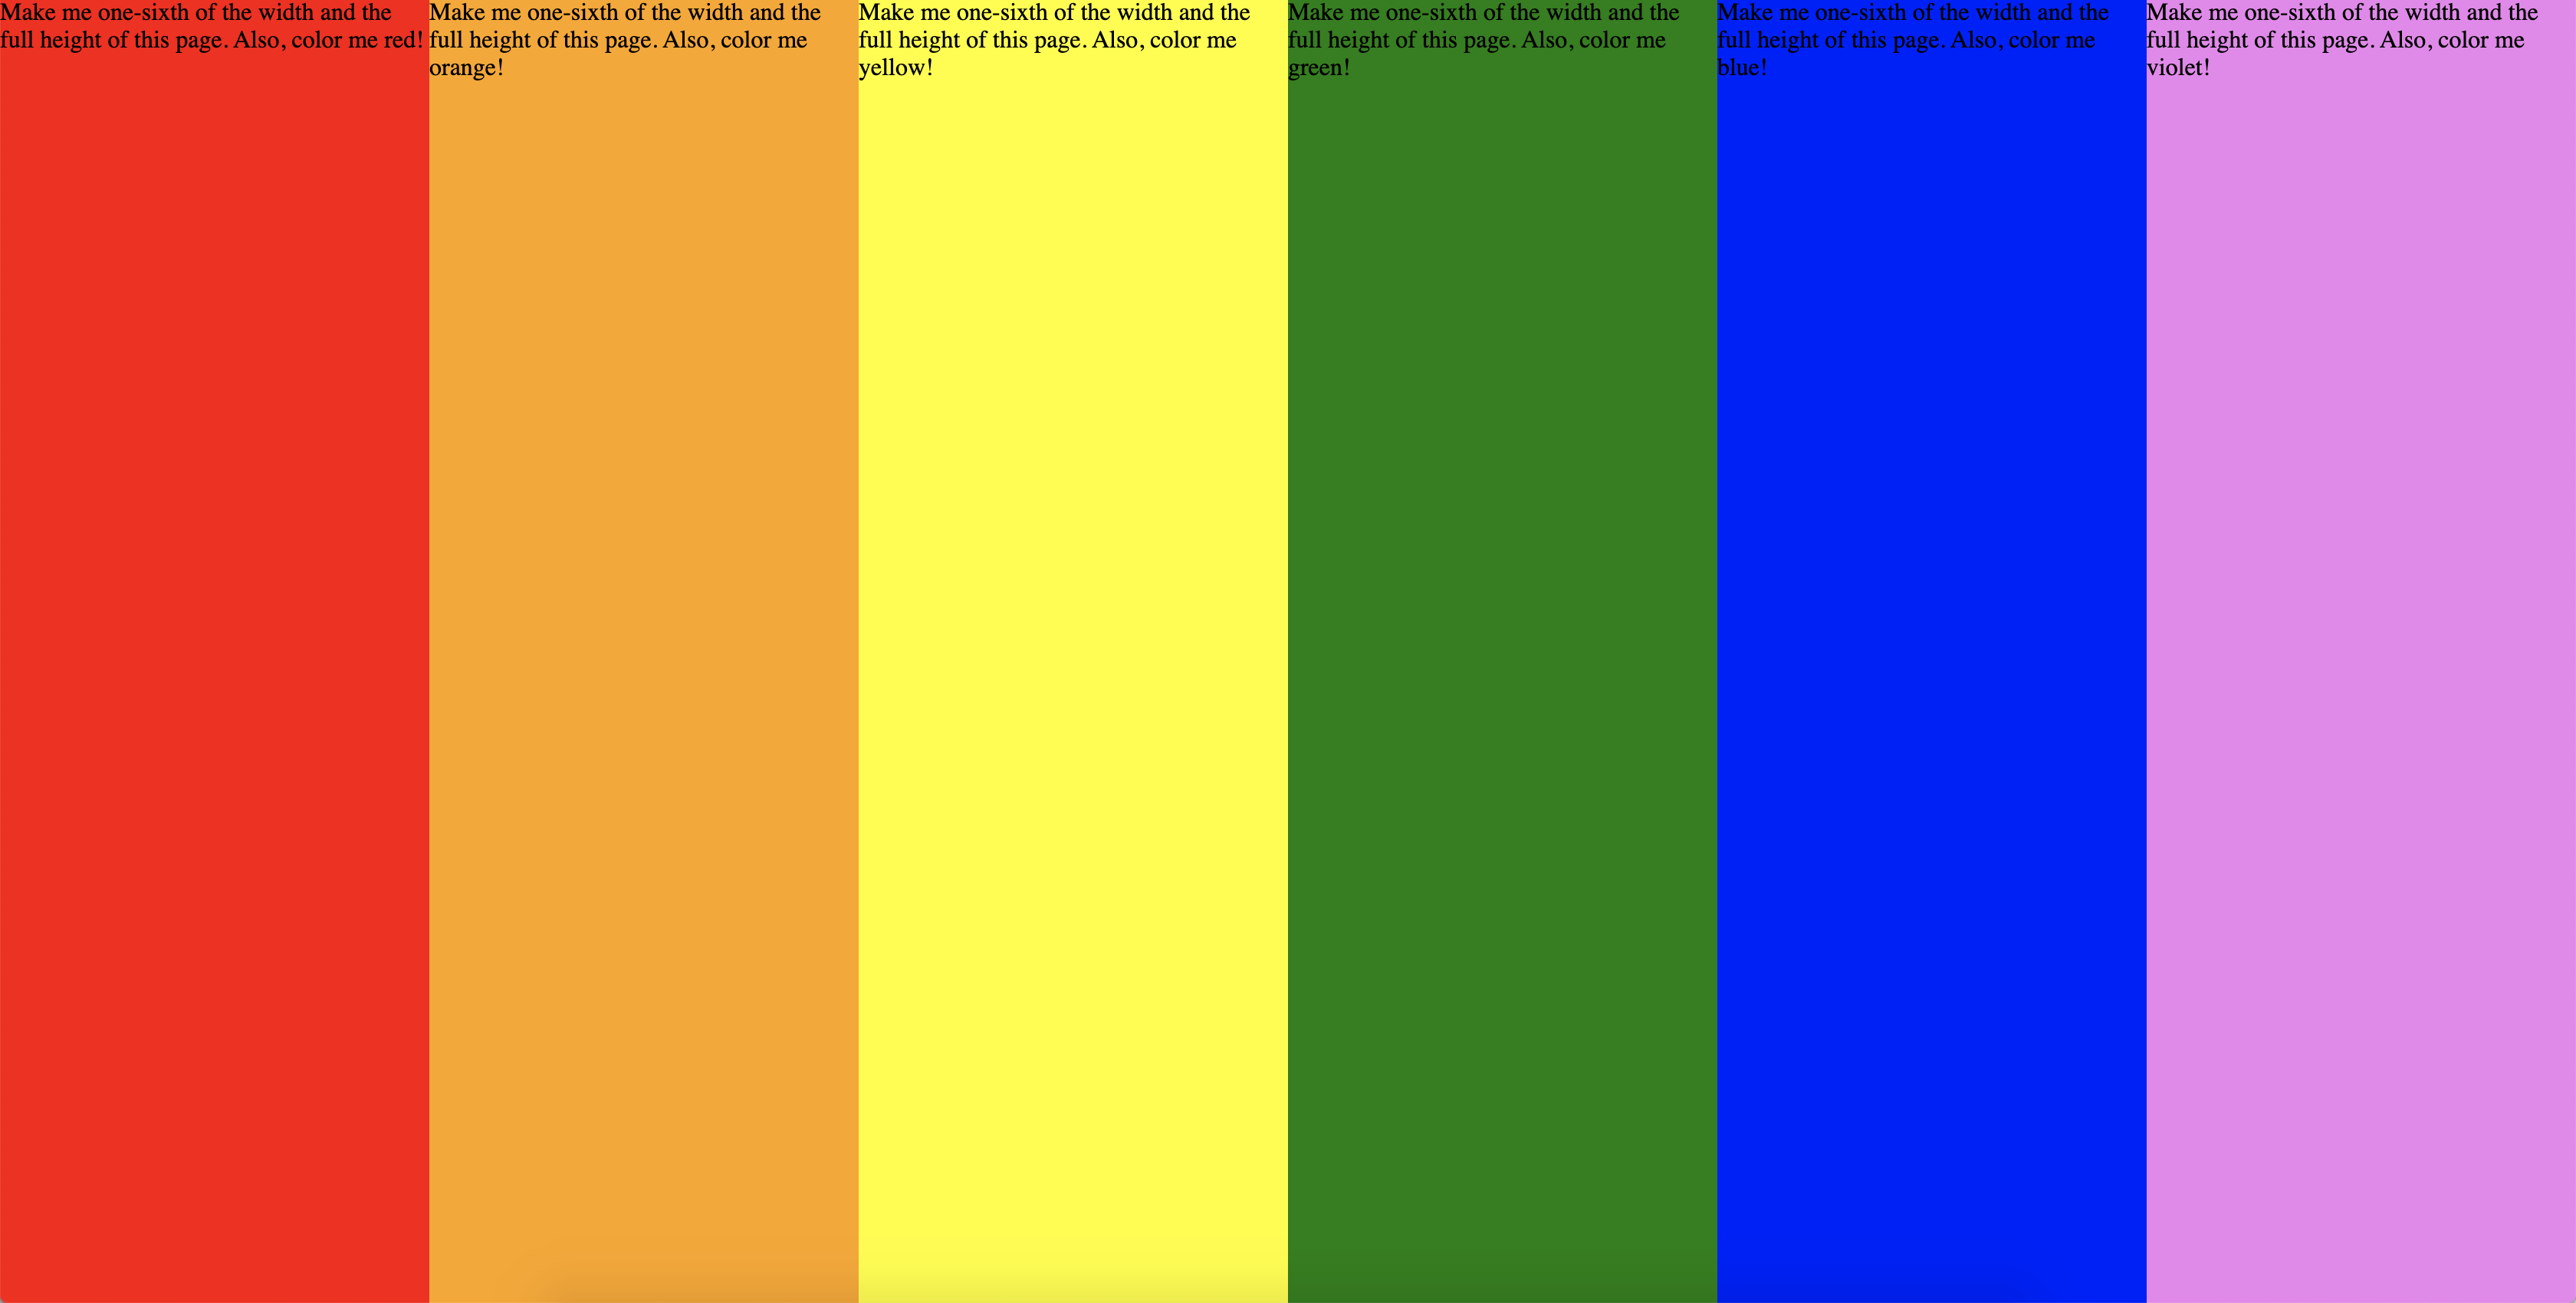 Make me one-sixth of the width and the
full height of this page. Also, color me red!
Make me one-sixth of the width and the
full height of this page. Also, color me
orange!
Make me one-sixth of the width and the
full height of this page. Also, color me
yellow!
Make me one-sixth of the width and the
full height of this page. Also, color me
green!
Make me one-sixth of the width and the
full height of this page. Also, color me
blue!
Make me one-sixth of the width and the
full height of this page. Also, color me
violet!